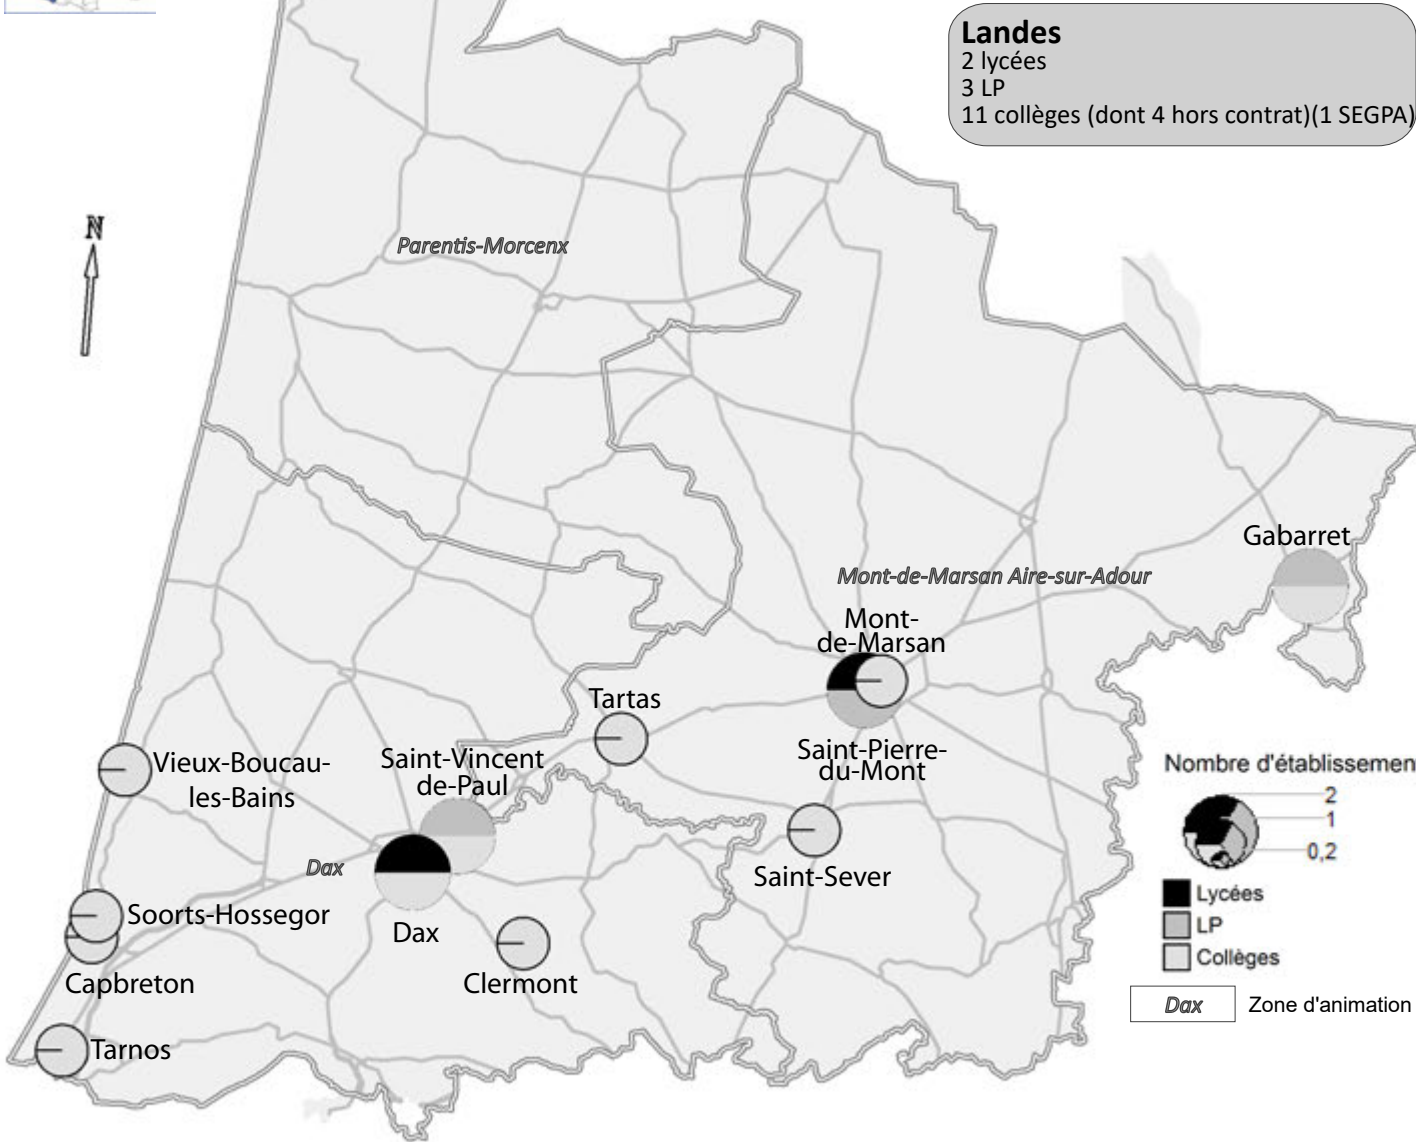 Landes
2 lycées
3 LP
11 collèges (dont 4 hors contrat)(1 SEGPA)
N
Parentis-Morcenx
Gabarret
Mont-de-Marsan Aire-sur-Adour
Mont-
de-Marsan
Tartas
Saint-Vincent
de-Paul
Saint-Pierre-
du-Mont
Vieux-Boucau-
les-Bains
Nombre d'établissemen
2
1
0,2
Dax
Saint-Sever
Lycées
Soorts-Hossegor
Dax
LP
Collèges
Capbreton
Clermont
Dax Zone d'animation
Tarnos